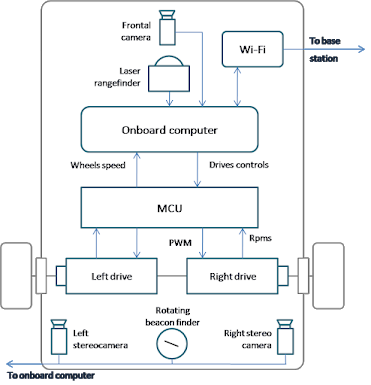 Frontal
camera
Wi-Fi
To base
station
Laser
rangefinder
Onboard computer
Wheels speed
Drives controls
MCU
PWM
Rpms
Left drive
Right drive
Left
stereocamera
Rotating
beacon finder
Right stereo
camera
To onboard computer